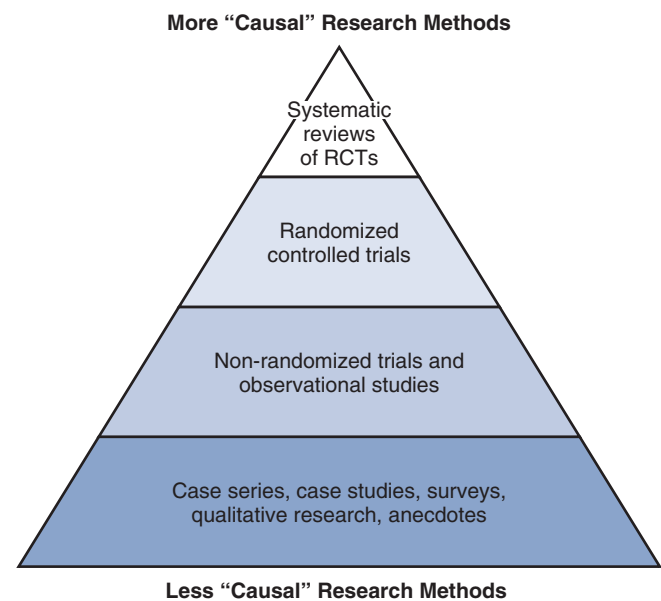 More “Causal” Research Methods
Systematic
reviews
of RCTs
Randomized
controlled trials
Non-randomized trials and
observational studies
Case series, case studies, surveys,
qualitative research, anecdotes
Less “Causal” Research Methods